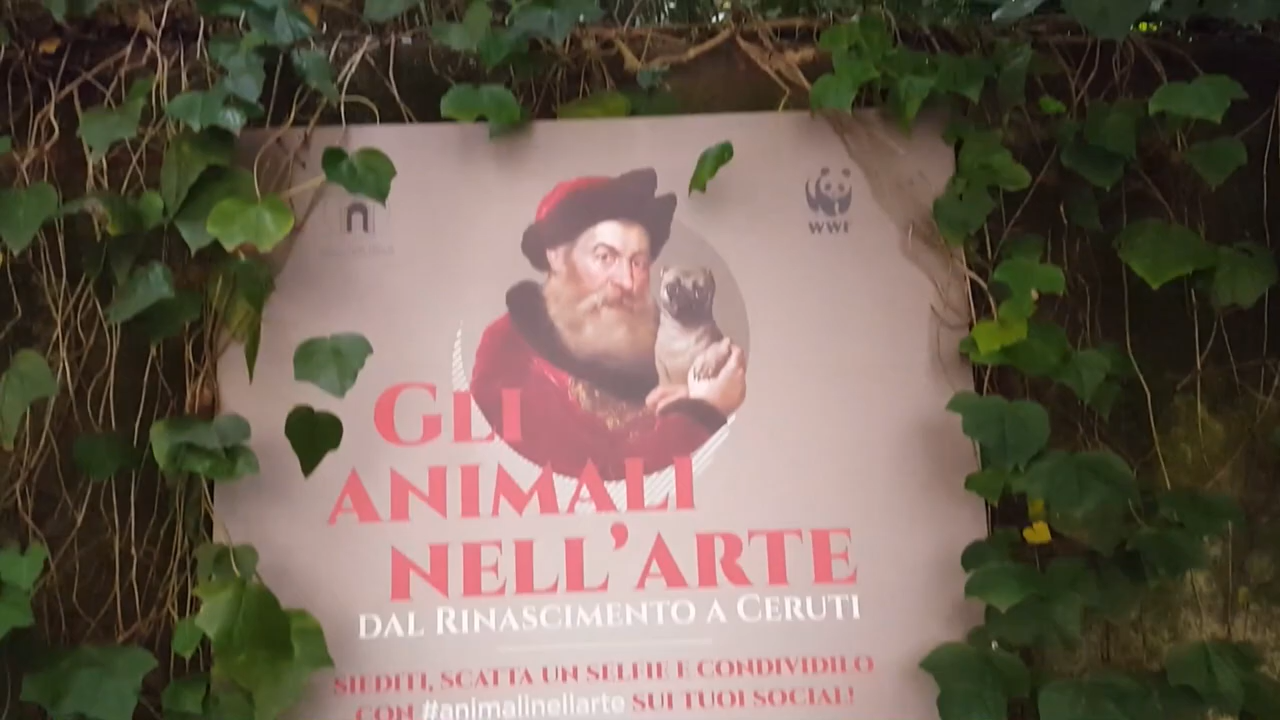 WWF
GLI
ANIMALI
NELL'ARTE
DAL RINASCIMENTO A CERUTI
SIEDITI, SCATTA UN SELFIE E CONDIVIDILO
CON #animalinellarte SUI TUOI SOCIAL!